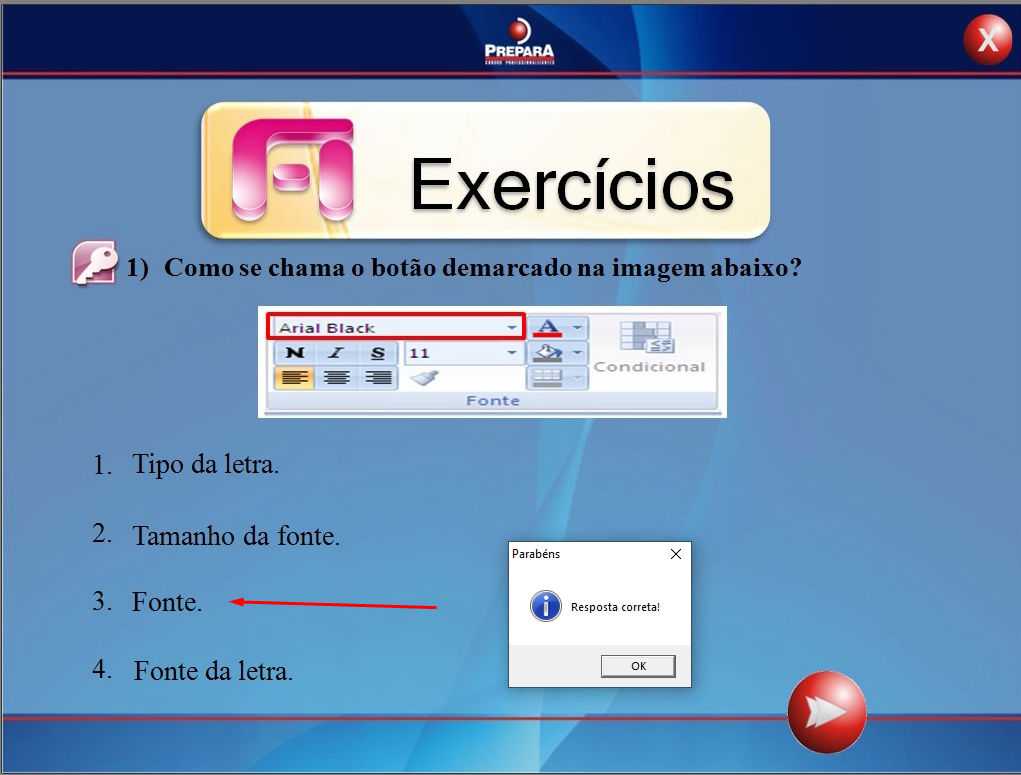 PREPARA
CURSOS PROFISSIONALIZANTES
X
Exercícios
1) Como se chama o botão demarcado na imagem abaixo?
Arial Black
A
N I S 11
Condicional
Fonte
1. Tipo da letra.
2. Tamanho da fonte.
3. Fonte.
4. Fonte da letra.
Parabéns
Resposta correta!
OK